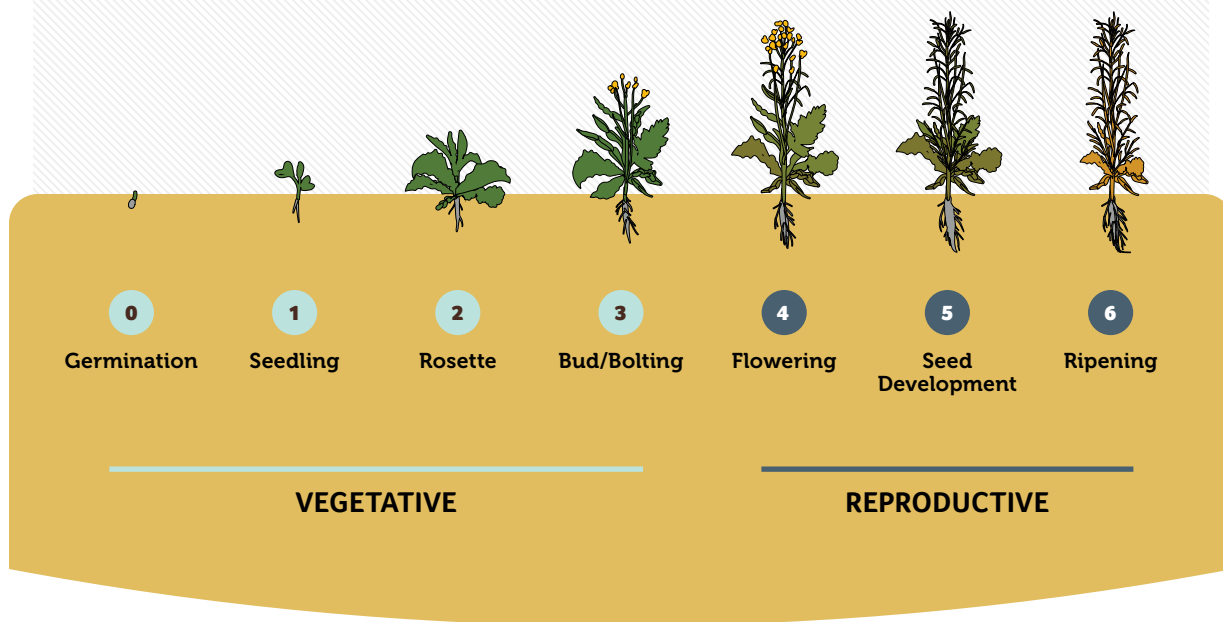 0 1 2 3 4 5 6
Germination Seedling Rosette Bud/Bolting Flowering Seed Ripening
Development
VEGETATIVE REPRODUCTIVE